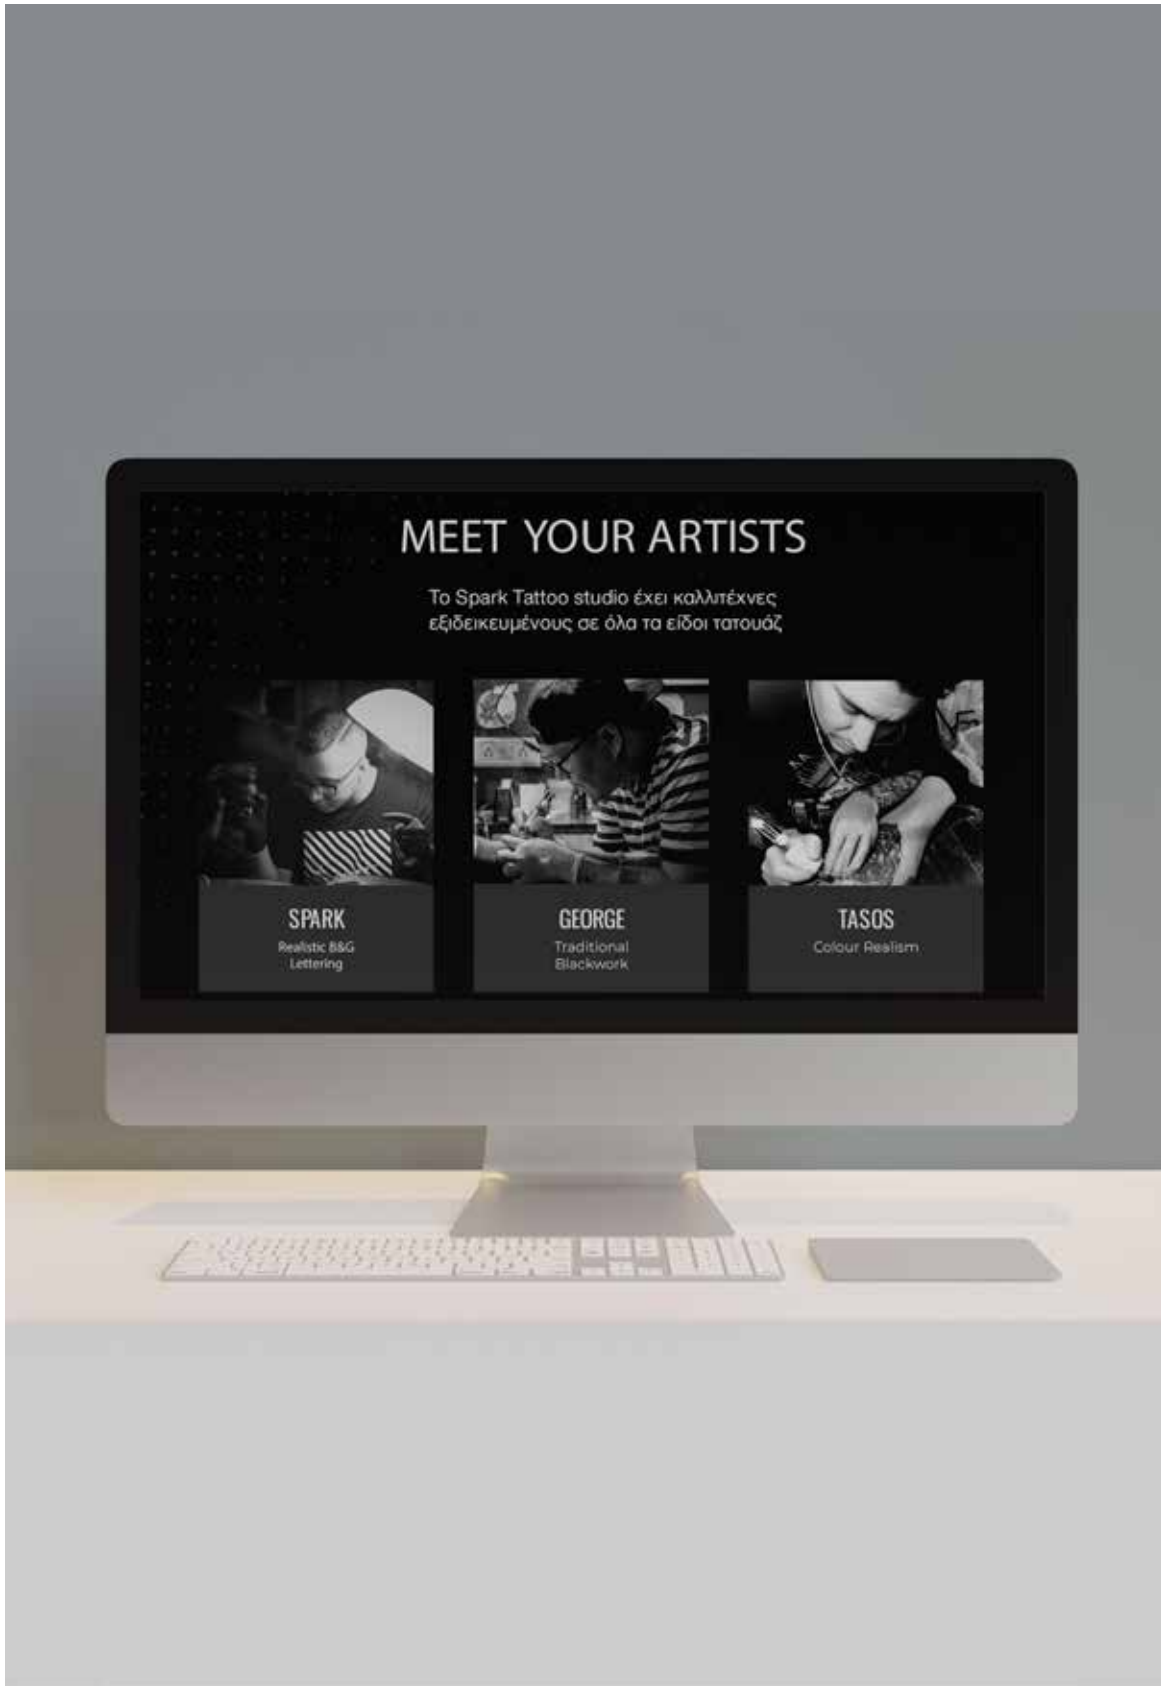 MEET YOUR ARTISTS
Το Spark Tattoo studio έχει καλλιτέχνες
εξιδεικευμένους σε όλα τα είδοι τατουάζ
SPARK
Realistic B&G
Lettering
GEORGE
Traditional
Blackwork
TASOS
Colour Realism